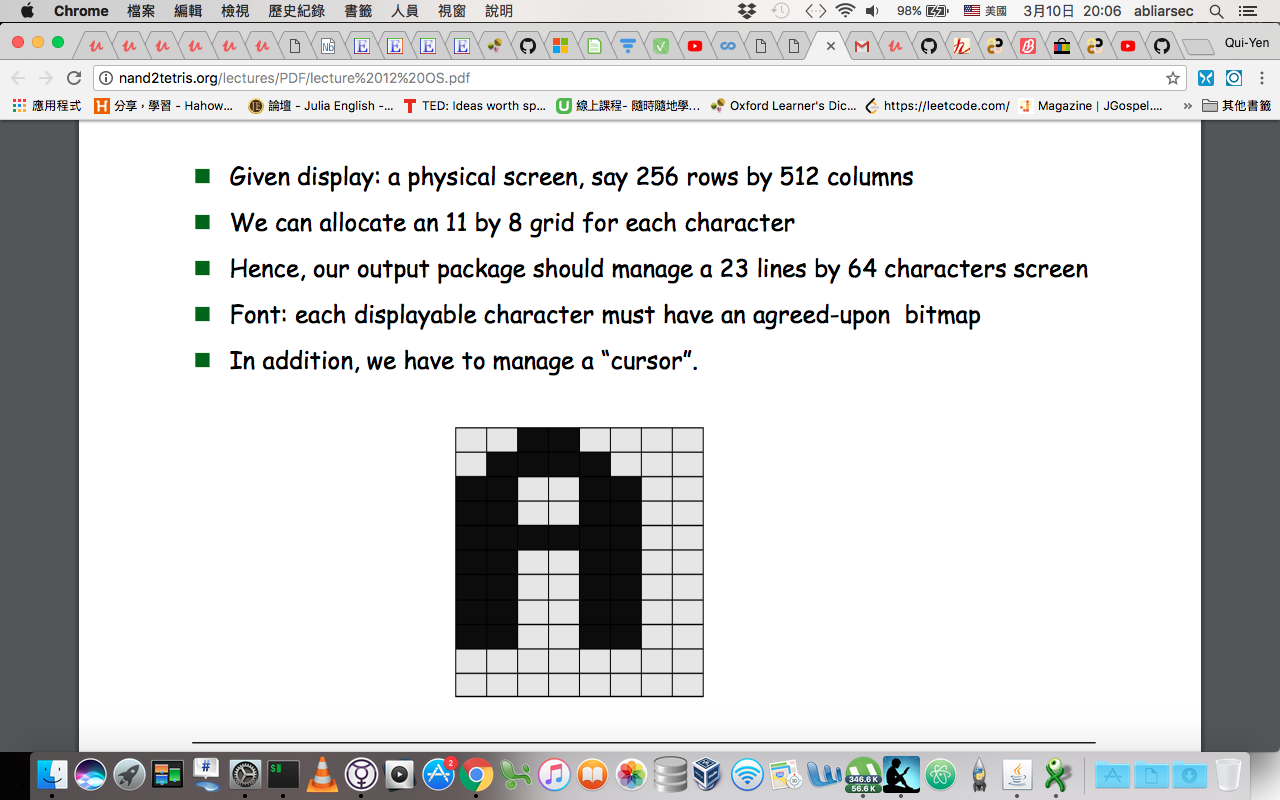 Chrome 檔案 編輯 檢視 歷史紀錄 書籤 人員 視窗 說明 98% 美國 3月10日 20:06 abliarsec
Qui-Yen
nand2tetris.org/lectures/PDF/lecture%2012%20OS.pdf
應用程式 分享，學習 - Hahow... 論壇 - Julia English -... TED: Ideas worth sp... 線上課程- 隨時隨地學... Oxford Learner's Dic... https://leetcode.com/ Magazine | JGospel.... » 其他書籤
Given display: a physical screen, say 256 rows by 512 columns
We can allocate an 11 by 8 grid for each character
Hence, our output package should manage a 23 lines by 64 characters screen
Font: each displayable character must have an agreed-upon bitmap
In addition, we have to manage a “cursor”.
2
346.6 K
56.6 K